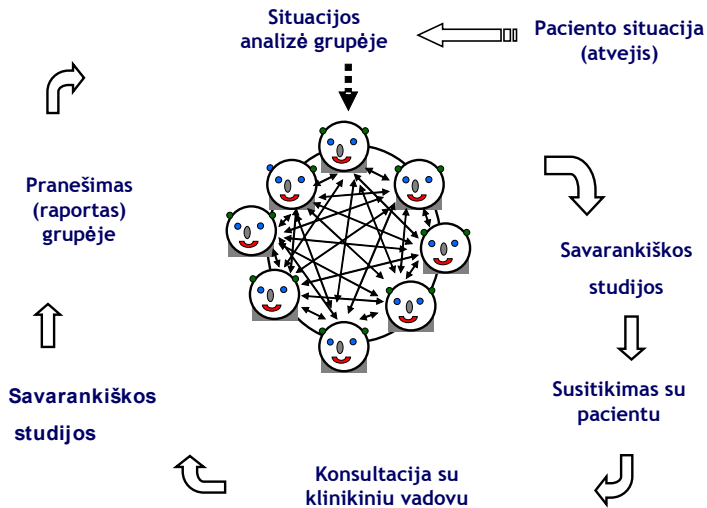 Situacijos
analizė grupėje
Paciento situacija
(atvejis)
Savarankiškos
studijos
Susitikimas su
pacientu
Konsultacija su
klinikiniu vadovu
Savarankiškos
studijos
Pranešimas
(raportas)
grupėje